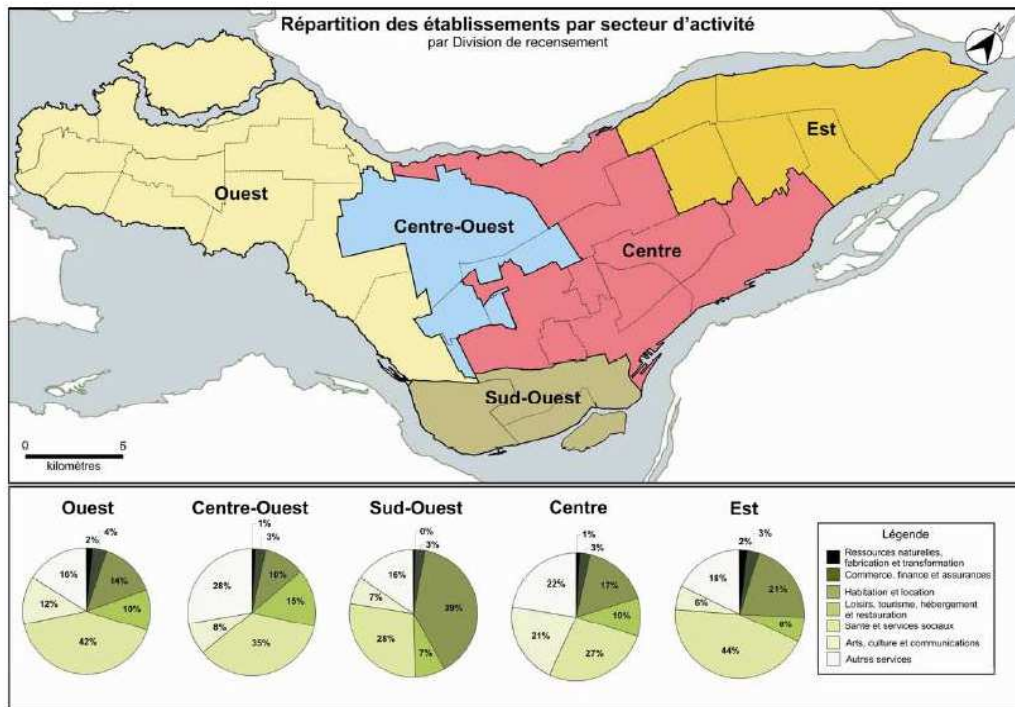 Répartition des établissements par secteur d'activité
par Division de recensement
N
Est
Ouest
Centre-Ouest
Centre
Sud-Ouest
0 5
kilomètres
Ouest
2%
4%
14%
10%
42%
12%
16%
Centre-Ouest
1%
3%
10%
15%
35%
8%
28%
Sud-Ouest
0%
3%
39%
7%
28%
7%
16%
Centre
1%
3%
17%
10%
27%
21%
22%
Est
2%
3%
21%
6%
44%
6%
18%
Légende
Ressources naturelles,
fabrication et transformation
Commerce, finance et assurances
Habitation et location
Loisirs, tourisme, hébergement
et restauration
Santé et services sociaux
Arts, culture et communications
Autres services